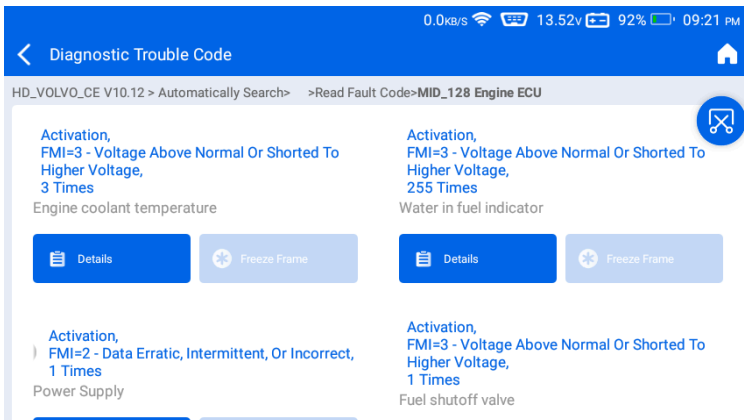 0.0KB/S 13.52V 92% 09:21 PM
Diagnostic Trouble Code
HD_VOLVO_CE V10.12 > Automatically Search> >Read Fault Code>MID_128 Engine ECU
Activation,
FMI=3 - Voltage Above Normal Or Shorted To
Higher Voltage,
3 Times
Engine coolant temperature
Details
Freeze Frame
Activation,
FMI=3 - Voltage Above Normal Or Shorted To
Higher Voltage,
255 Times
Water in fuel indicator
Details
Freeze Frame
Activation,
FMI=2 - Data Erratic, Intermittent, Or Incorrect,
1 Times
Power Supply
Activation,
FMI=3 - Voltage Above Normal Or Shorted To
Higher Voltage,
1 Times
Fuel shutoff valve